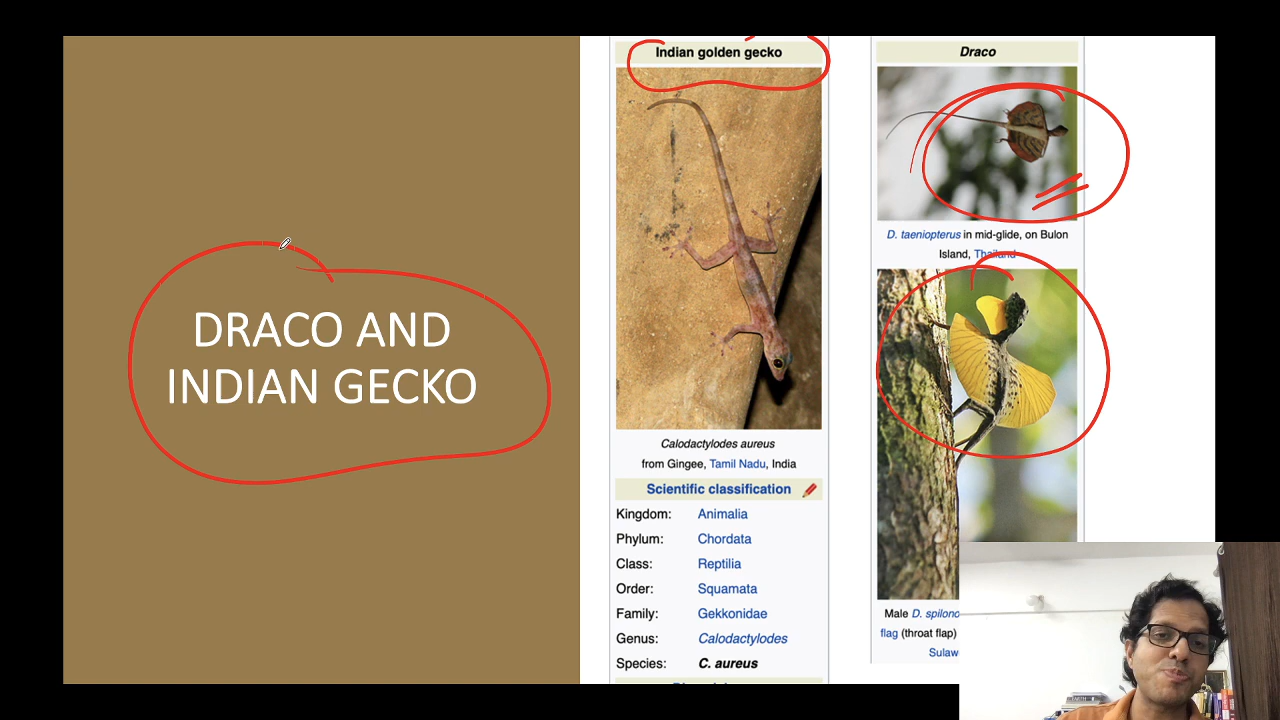 DRACO AND
INDIAN GECKO
Indian golden gecko
Calodactylodes aureus
from Gingee, Tamil Nadu, India
Scientific classification
Kingdom: Animalia
Phylum: Chordata
Class: Reptilia
Order: Squamata
Family: Gekkonidae
Genus: Calodactylodes
Species: C. aureus
Draco
D. taeniopterus in mid-glide, on Bulon
Island, Thailand
Male D. spilono
flag (throat flap)
Sulaw